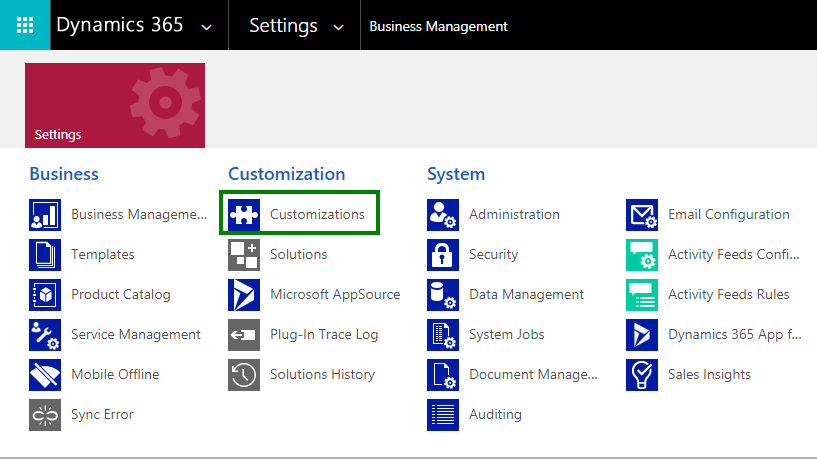 Dynamics 365
Settings
Business Management
Settings
Business
Business Manageme...
Templates
Product Catalog
Service Management
Mobile Offline
Sync Error
Customization
Customizations
Solutions
Microsoft AppSource
Plug-In Trace Log
Solutions History
System
Administration
Security
Data Management
System Jobs
Document Manage...
Auditing
Email Configuration
Activity Feeds Confi...
Activity Feeds Rules
Dynamics 365 App f...
Sales Insights